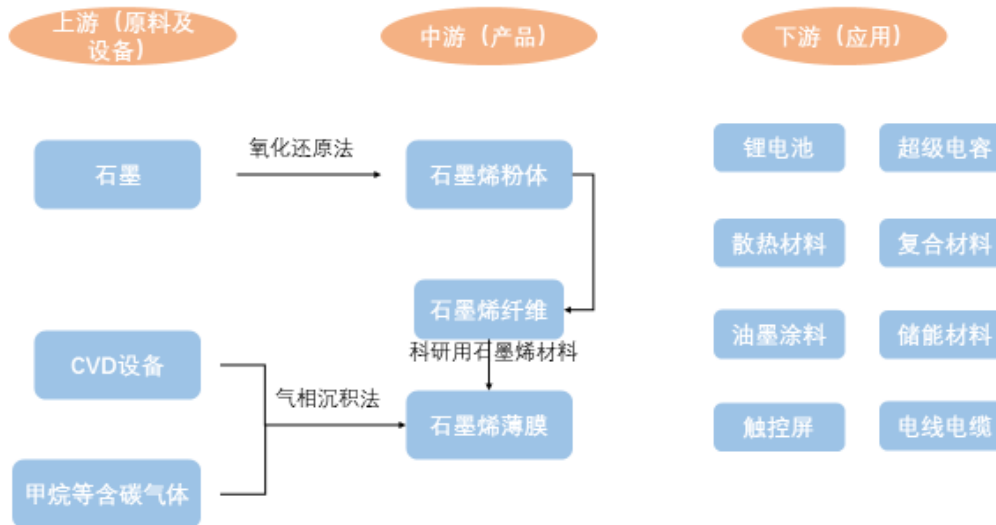 上游（原料及
设备）
中游（产品）
下游（应用）
石墨
氧化还原法
石墨烯粉体
锂电池
超级电容
散热材料
复合材料
石墨烯纤维
科研用石墨烯材料
油墨涂料
储能材料
CVD设备
气相沉积法
石墨烯薄膜
触控屏
电线电缆
甲烷等含碳气体